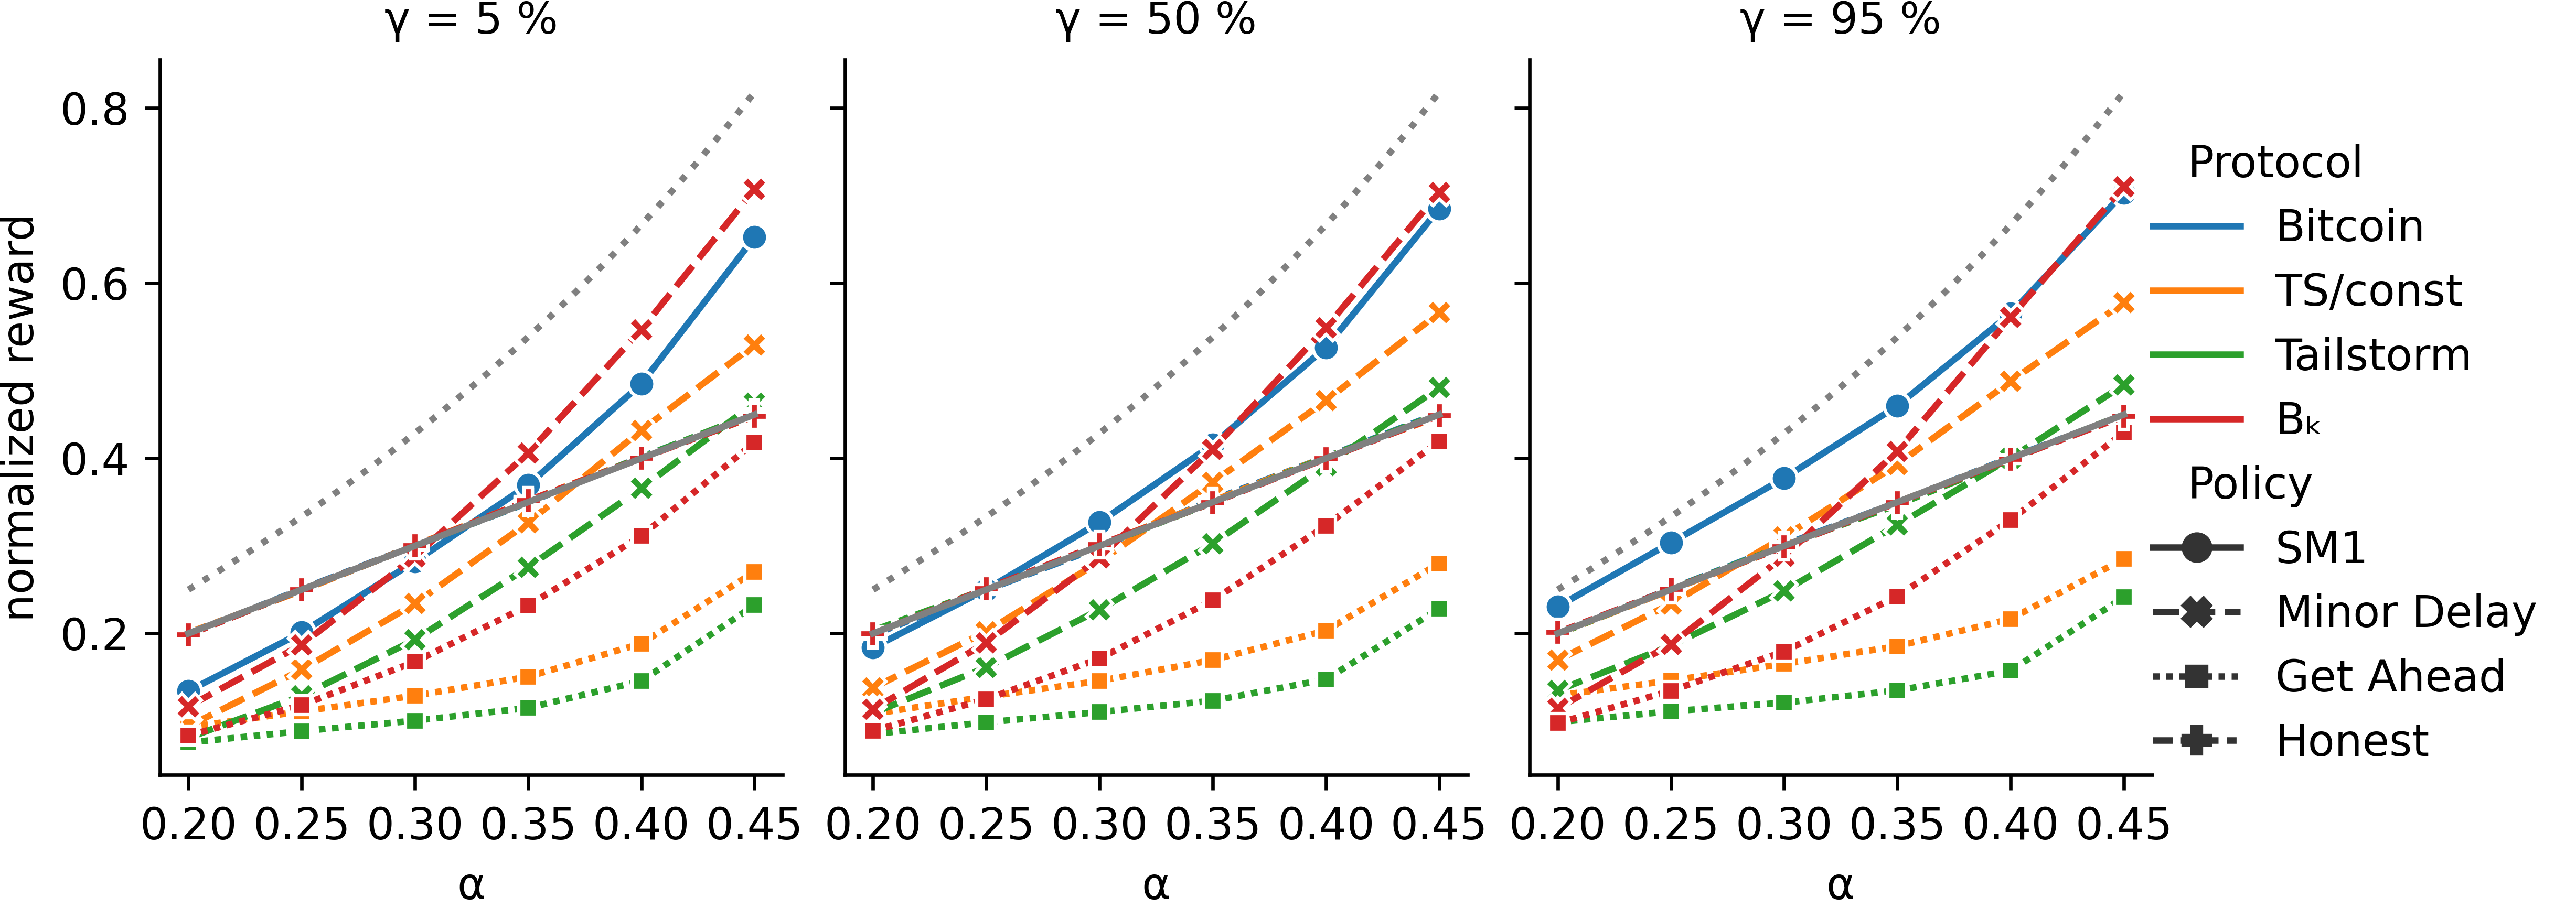 γ = 5 %
γ = 50 %
γ = 95 %
normalized reward
0.8
0.6
0.4
0.2
0.20 0.25 0.30 0.35 0.40 0.45
0.20 0.25 0.30 0.35 0.40 0.45
0.20 0.25 0.30 0.35 0.40 0.45
α
α
α
Protocol
Bitcoin
TS/const
Tailstorm
Bₖ
Policy
SM1
Minor Delay
Get Ahead
Honest